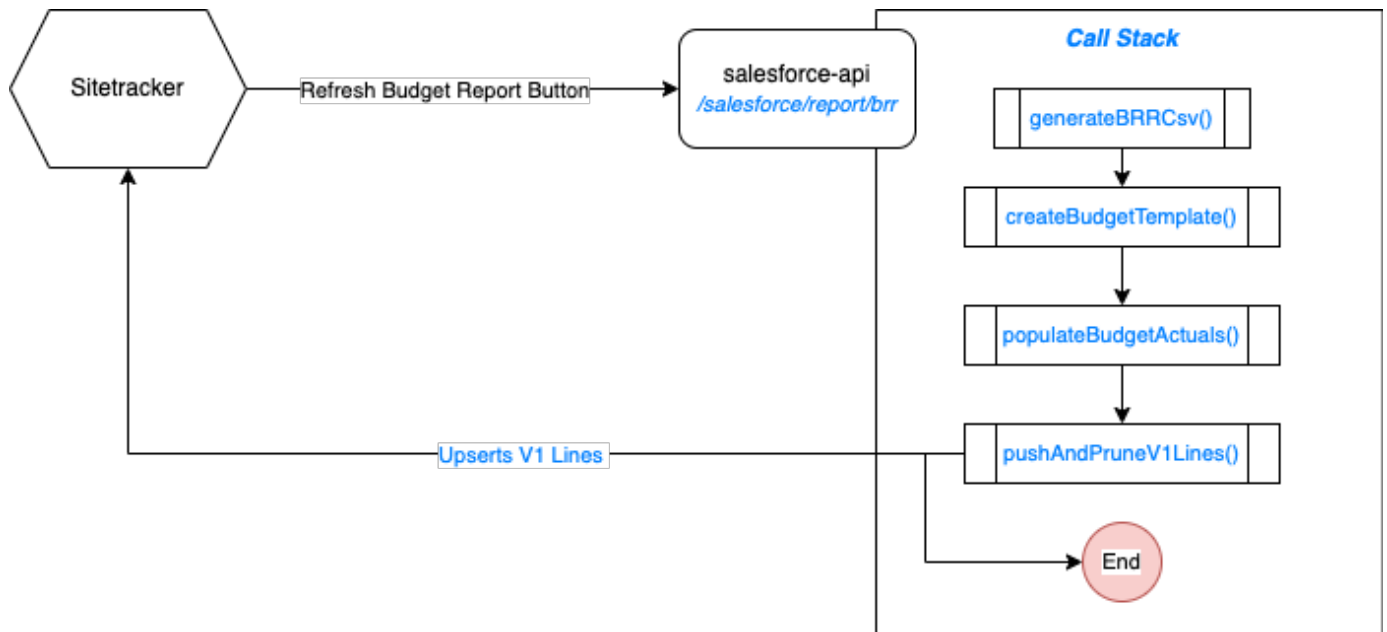 Sitetracker
Refresh Budget Report Button
salesforce-api
/salesforce/report/brr
Call Stack
generateBRRCsv()
createBudgetTemplate()
populateBudgetActuals()
pushAndPruneV1Lines()
Upserts V1 Lines
End